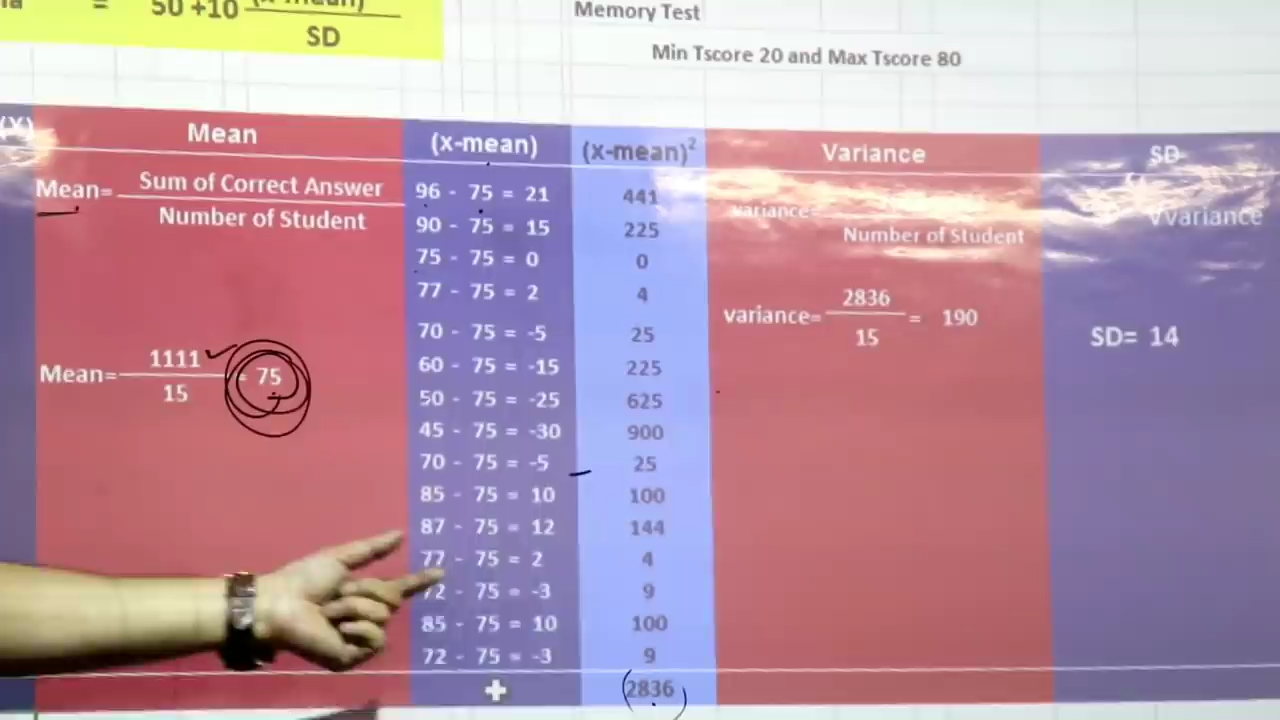 = 50 +10 (x-mean)
SD
Memory Test
Min Tscore 20 and Max Tscore 80
(X)
Mean
(x-mean)
(x-mean)²
Variance
SD
Mean= Sum of Correct Answer
Number of Student
Mean= 1111
15
= 75
96 - 75 = 21
90 - 75 = 15
75 - 75 = 0
77 - 75 = 2
70 - 75 = -5
60 - 75 = -15
50 - 75 = -25
45 - 75 = -30
70 - 75 = -5
85 - 75 = 10
87 - 75 = 12
77 - 75 = 2
72 - 75 = -3
85 - 75 = 10
72 - 75 = -3
+
441
225
0
4
25
225
625
900
25
100
144
4
9
100
9
2836
variance=
Number of Student
variance= 2836
15
= 190
√variance
SD= 14